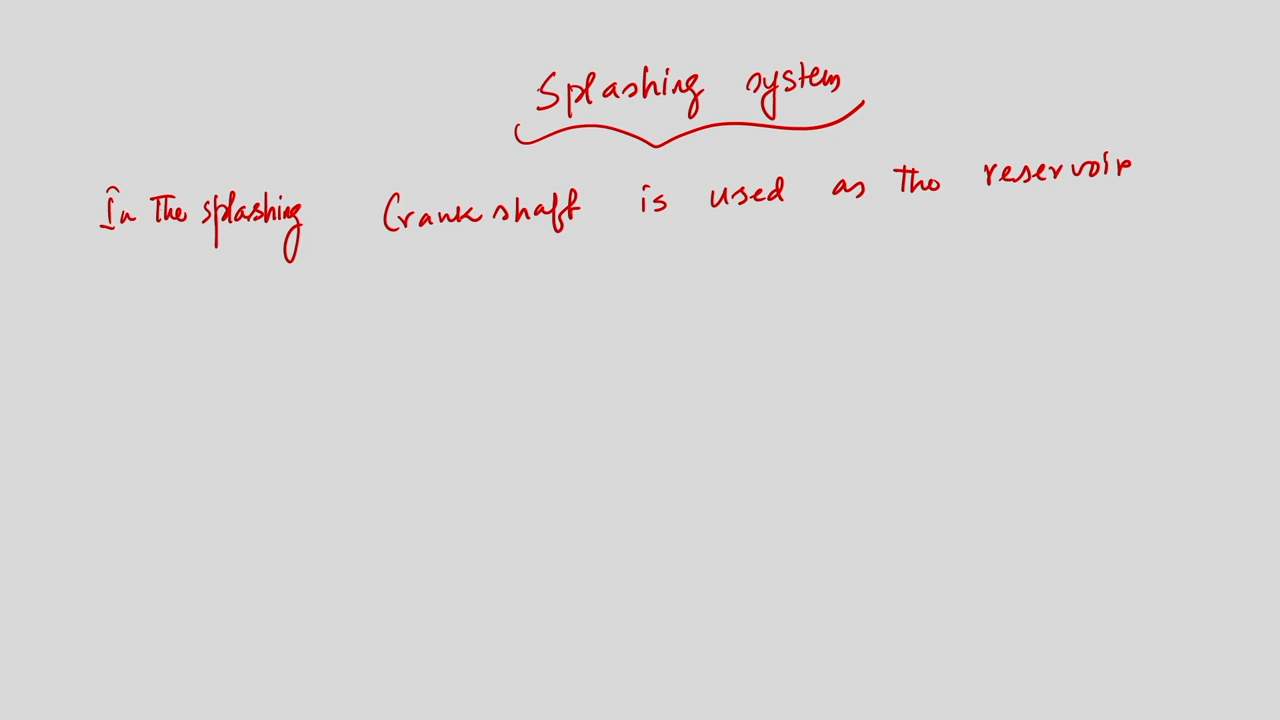 Splashing system
In the splashing Crankshaft is used as the reservoir